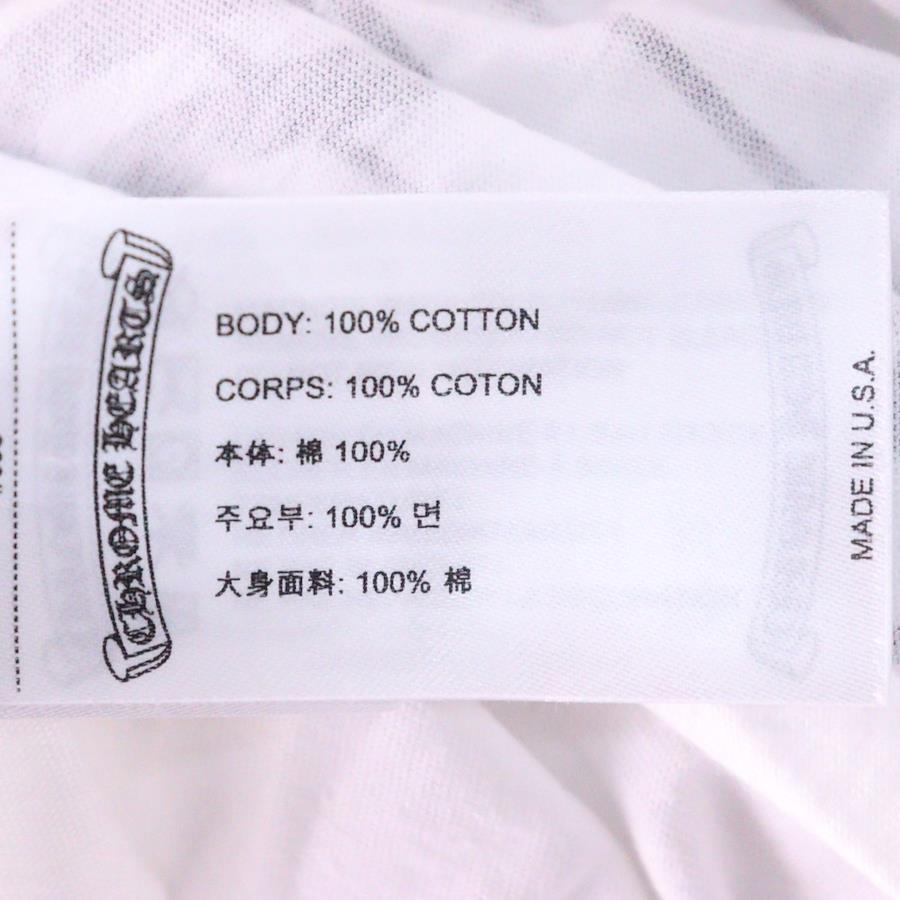 CHROME HEARTS
BODY: 100% COTTON
CORPS: 100% COTON
本体: 棉 100%
주요부: 100% 면
大身面料: 100% 棉
MADE IN U.S.A.